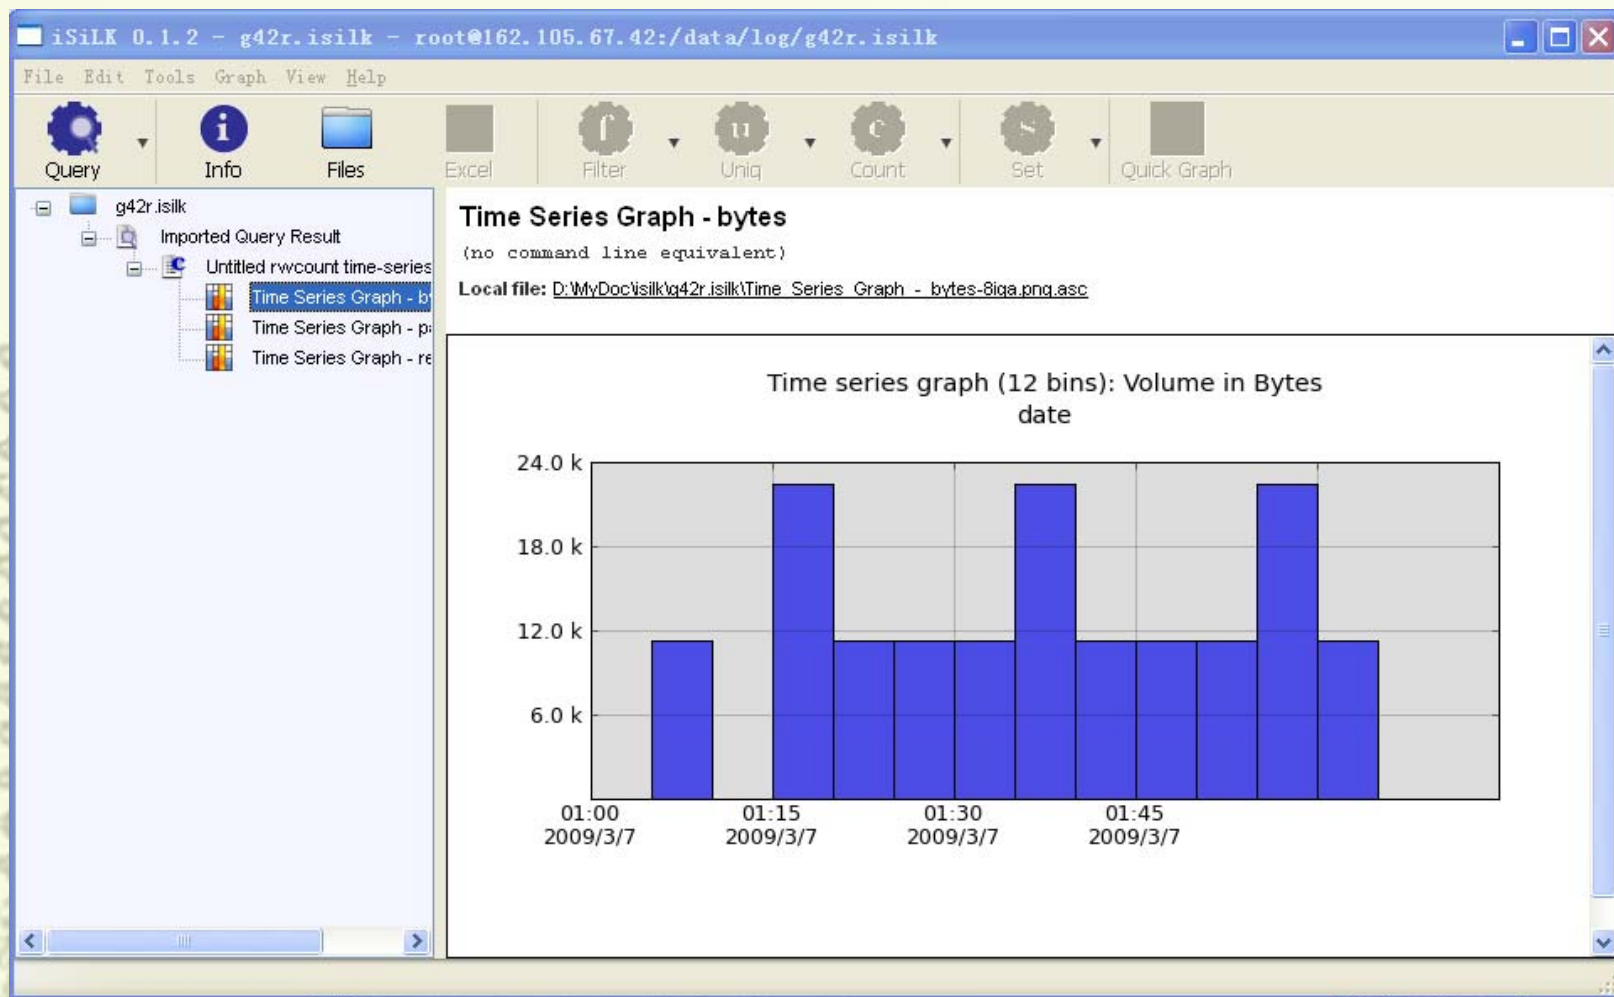 iSiLK 0.1.2 - g42r.isilk - root@162.105.67.42:/data/log/g42r.isilk
File Edit Tools Graph View Help
Query Info Files Excel Filter Uniq Count Set Quick Graph
g42r.isilk
Imported Query Result
Untitled rwcount time-series
Time Series Graph - by
Time Series Graph - pa
Time Series Graph - re
Time Series Graph - bytes
(no command line equivalent)
Local file: D:\MyDoc\isilk\g42r.isilk\Time_Series_Graph_-_bytes-8iqa.png.asc
Time series graph (12 bins): Volume in Bytes
date
24.0 k
18.0 k
12.0 k
6.0 k
01:00 01:15 01:30 01:45
2009/3/7 2009/3/7 2009/3/7 2009/3/7